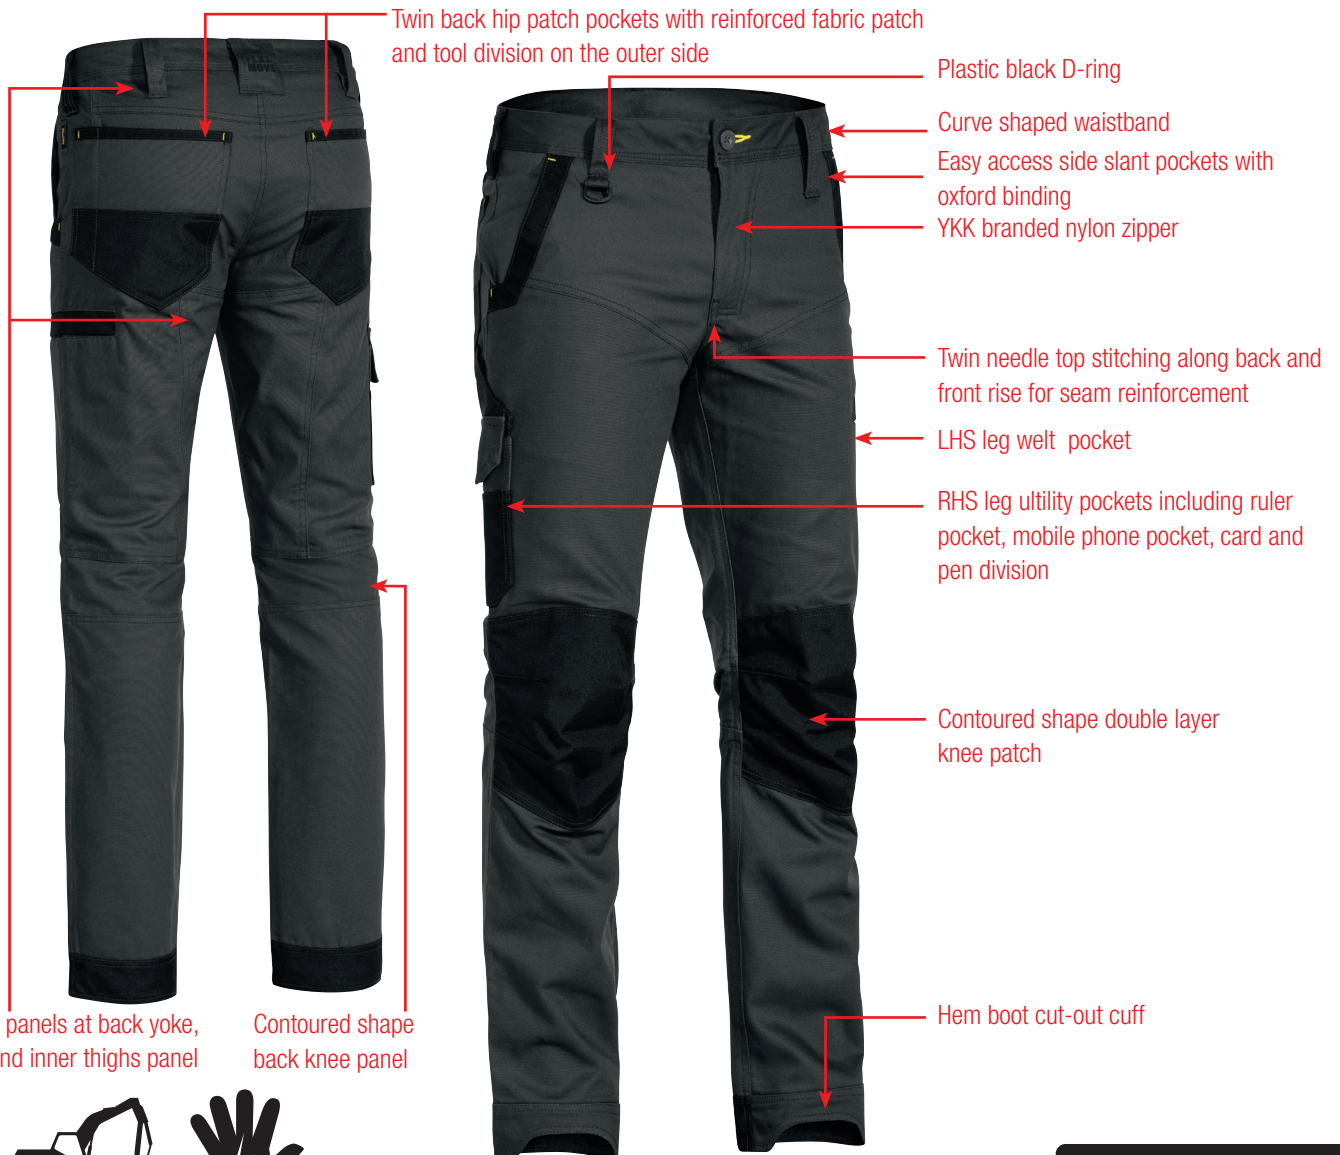 Twin back hip patch pockets with reinforced fabric patch
and tool division on the outer side
MOVE
Plastic black D-ring
Curve shaped waistband
Easy access side slant pockets with
oxford binding
YKK branded nylon zipper
Twin needle top stitching along back and
front rise for seam reinforcement
LHS leg welt pocket
RHS leg ultility pockets including ruler
pocket, mobile phone pocket, card and
pen division
Contoured shape double layer
knee patch
Hem boot cut-out cuff
panels at back yoke,
nd inner thighs panel
Contoured shape
back knee panel